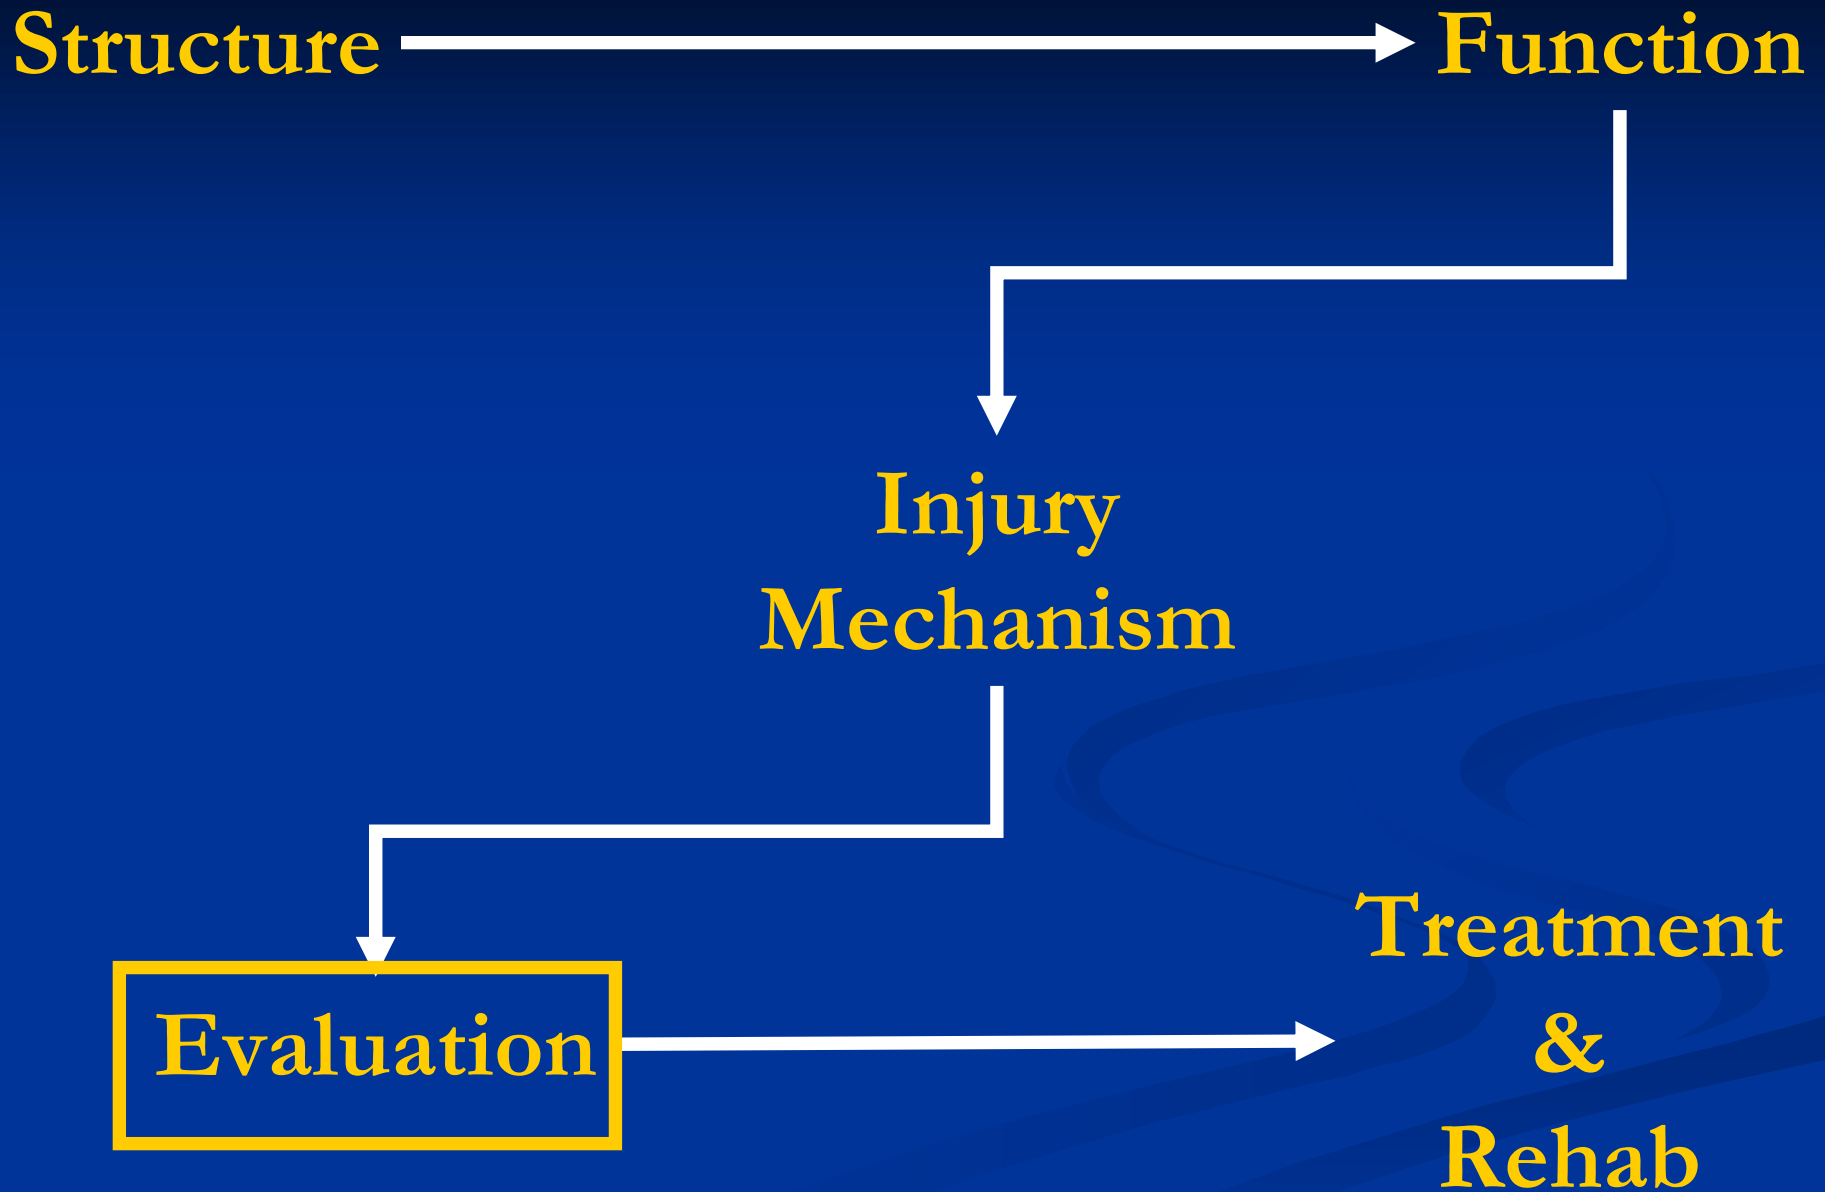 Structure
Function
Injury
Mechanism
Evaluation
Treatment
&
Rehab